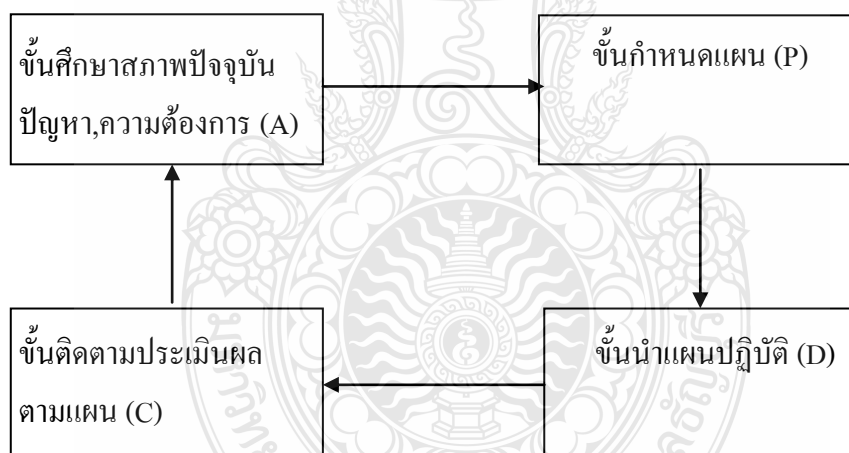 ขั้นศึกษาสภาพปัจจุบัน
ปัญหา,ความต้องการ (A)
ขั้นกำหนดแผน (P)
ขั้นติดตามประเมินผล
ตามแผน (C)
ขั้นนำแผนปฏิบัติ (D)